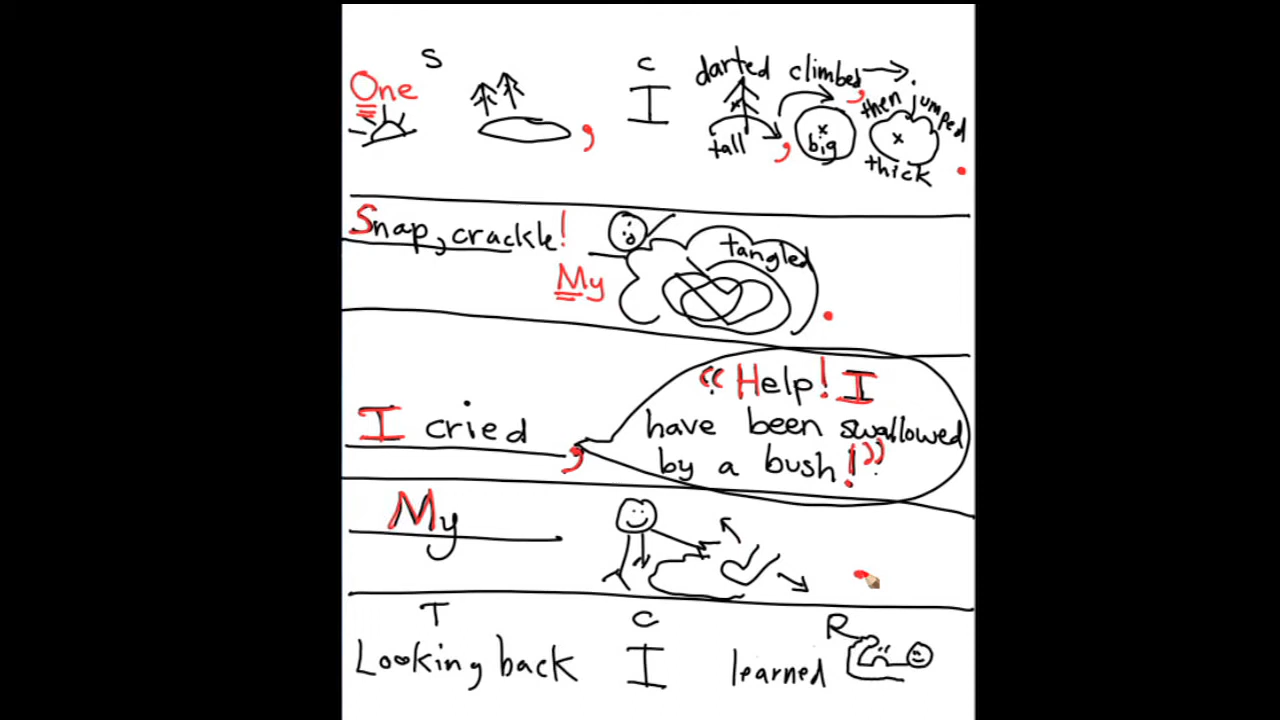 S
C
One
I
darted climbed
then jumped
,
tall , big
thick .
Snap, crackle!
My
tangled
.
"Help! I
have been swallowed
by a bush!"
I cried ,
My
.
T C R
Looking back I learned